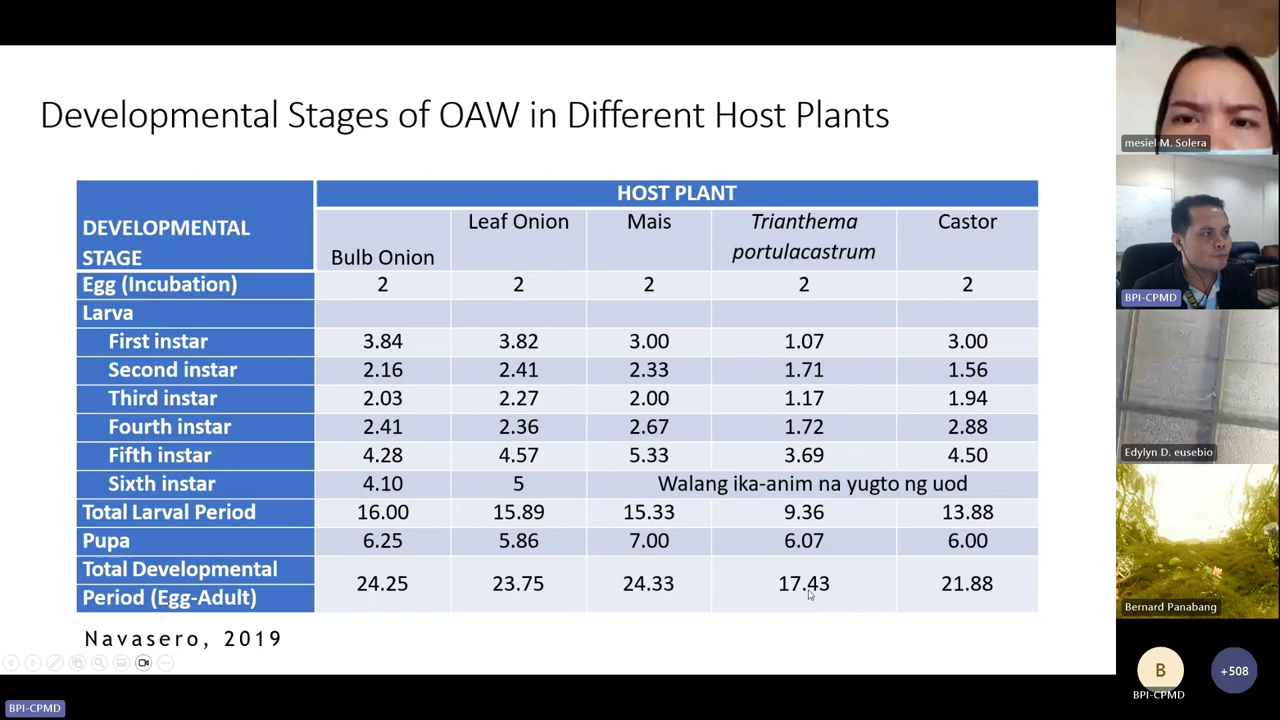 Developmental Stages of OAW in Different Host Plants
DEVELOPMENTAL STAGE HOST PLANT
Bulb Onion Leaf Onion Mais Trianthema portulacastrum Castor
Egg (Incubation) 2 2 2 2 2
Larva
First instar 3.84 3.82 3.00 1.07 3.00
Second instar 2.16 2.41 2.33 1.71 1.56
Third instar 2.03 2.27 2.00 1.17 1.94
Fourth instar 2.41 2.36 2.67 1.72 2.88
Fifth instar 4.28 4.57 5.33 3.69 4.50
Sixth instar 4.10 5 Walang ika-anim na yugto ng uod
Total Larval Period 16.00 15.89 15.33 9.36 13.88
Pupa 6.25 5.86 7.00 6.07 6.00
Total Developmental Period (Egg-Adult) 24.25 23.75 24.33 17.43 21.88
Navasero, 2019
BPI-CPMD
mesiel M. Solera
BPI-CPMD
Edylyn D. eusebio
Bernard Panabang
B
+508
BPI-CPMD